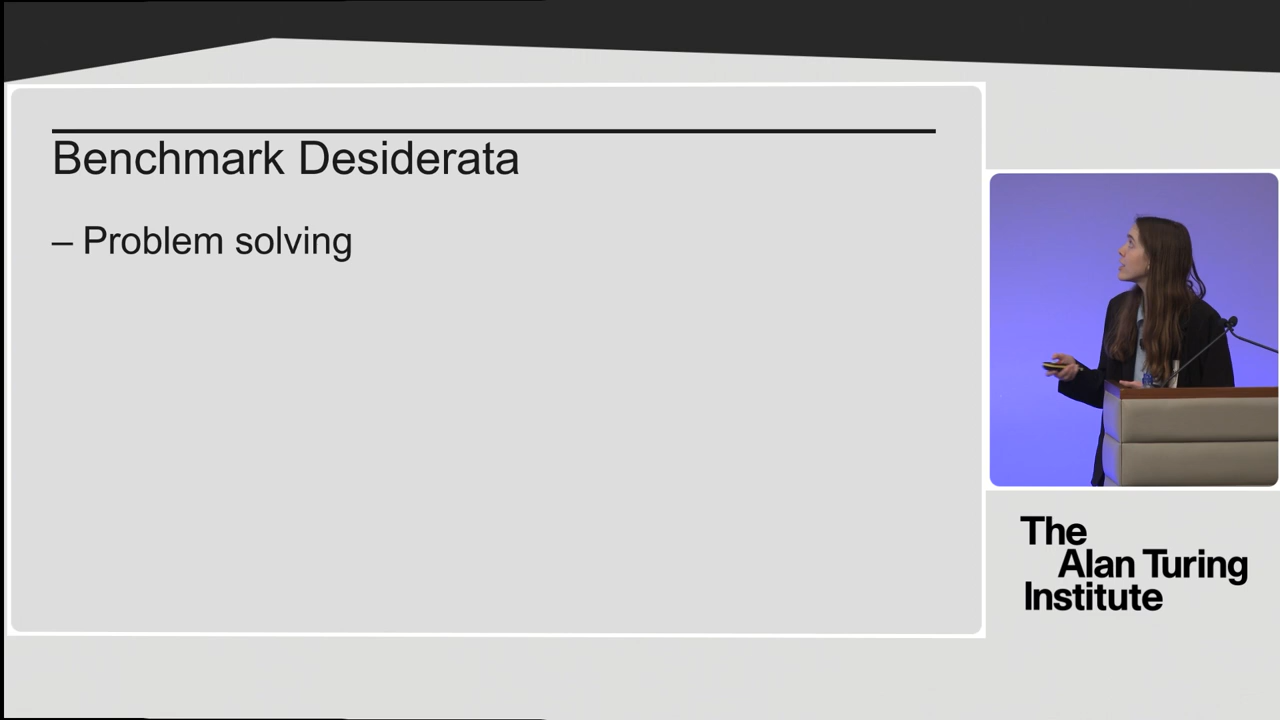 Benchmark Desiderata
– Problem solving
The
Alan Turing
Institute